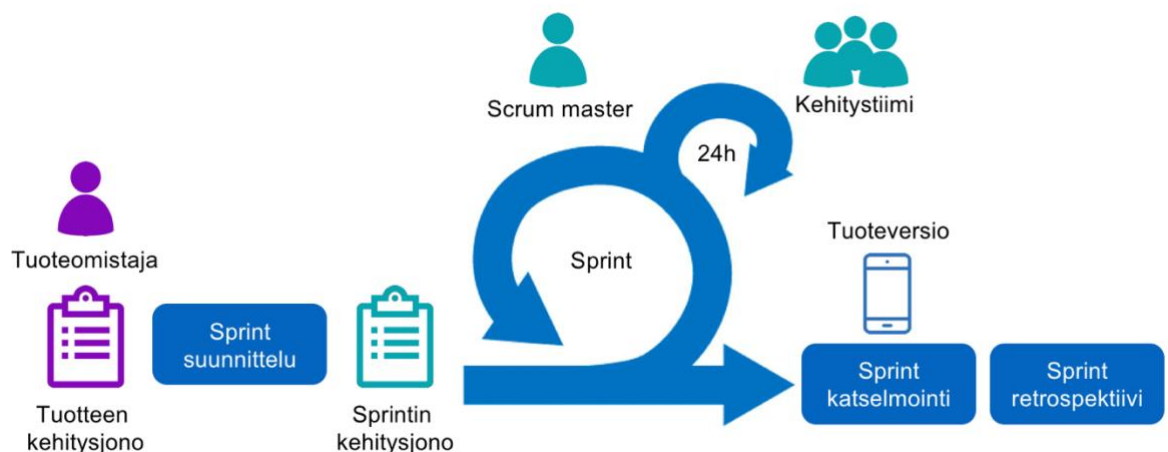 Scrum master
Kehitystiimi
24h
Tuoteomistaja
Sprint
Tuoteversio
Sprint
suunnittelu
Sprint
katselmointi
Sprint
retrospektiivi
Tuotteen
kehitysjono
Sprintin
kehitysjono